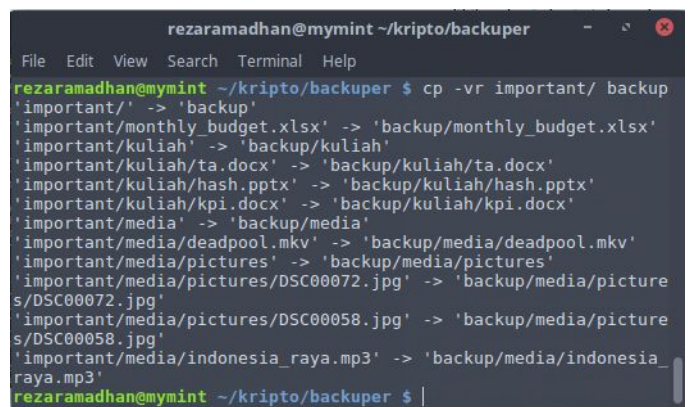 rezaramadhan@mymint ~/kripto/backuper
File Edit View Search Terminal Help
rezaramadhan@mymint ~/kripto/backuper $ cp -vr important/ backup
'important/' -> 'backup'
'important/monthly_budget.xlsx' -> 'backup/monthly_budget.xlsx'
'important/kuliah' -> 'backup/kuliah'
'important/kuliah/ta.docx' -> 'backup/kuliah/ta.docx'
'important/kuliah/hash.pptx' -> 'backup/kuliah/hash.pptx'
'important/kuliah/kpi.docx' -> 'backup/kuliah/kpi.docx'
'important/media' -> 'backup/media'
'important/media/deadpool.mkv' -> 'backup/media/deadpool.mkv'
'important/media/pictures' -> 'backup/media/pictures'
'important/media/pictures/DSC00072.jpg' -> 'backup/media/picture
s/DSC00072.jpg'
'important/media/pictures/DSC00058.jpg' -> 'backup/media/picture
s/DSC00058.jpg'
'important/media/indonesia_raya.mp3' -> 'backup/media/indonesia_
raya.mp3'
rezaramadhan@mymint ~/kripto/backuper $